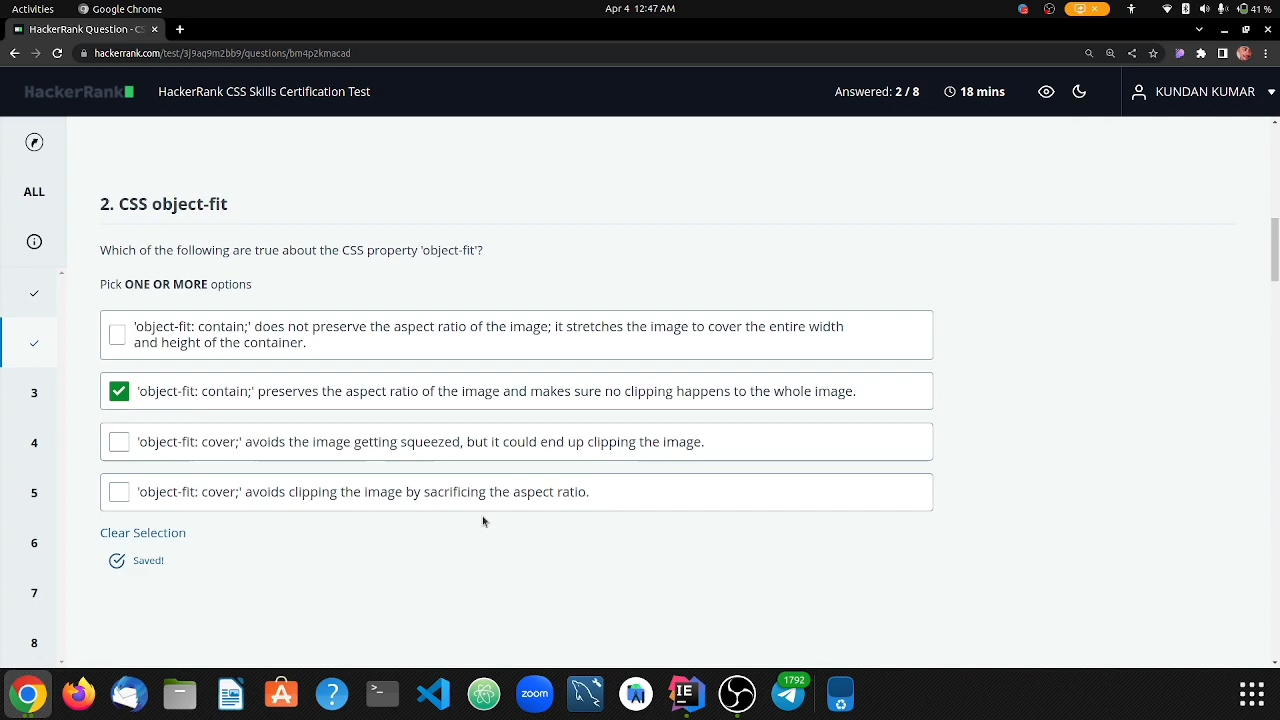 Activities
Google Chrome
Apr 4 12:47 AM
41 %
HackerRank Question - CS
hackerrank.com/test/3j9aq9m2bb9/questions/bm4p2kmacad
HackerRank
HackerRank CSS Skills Certification Test
Answered: 2 / 8
18 mins
KUNDAN KUMAR
ALL
3
4
5
6
7
8
2. CSS object-fit
Which of the following are true about the CSS property 'object-fit'?
Pick ONE OR MORE options
'object-fit: contain;' does not preserve the aspect ratio of the image; it stretches the image to cover the entire width
and height of the container.
'object-fit: contain;' preserves the aspect ratio of the image and makes sure no clipping happens to the whole image.
'object-fit: cover;' avoids the image getting squeezed, but it could end up clipping the image.
'object-fit: cover;' avoids clipping the image by sacrificing the aspect ratio.
Clear Selection
Saved!
zoom
IE
1792